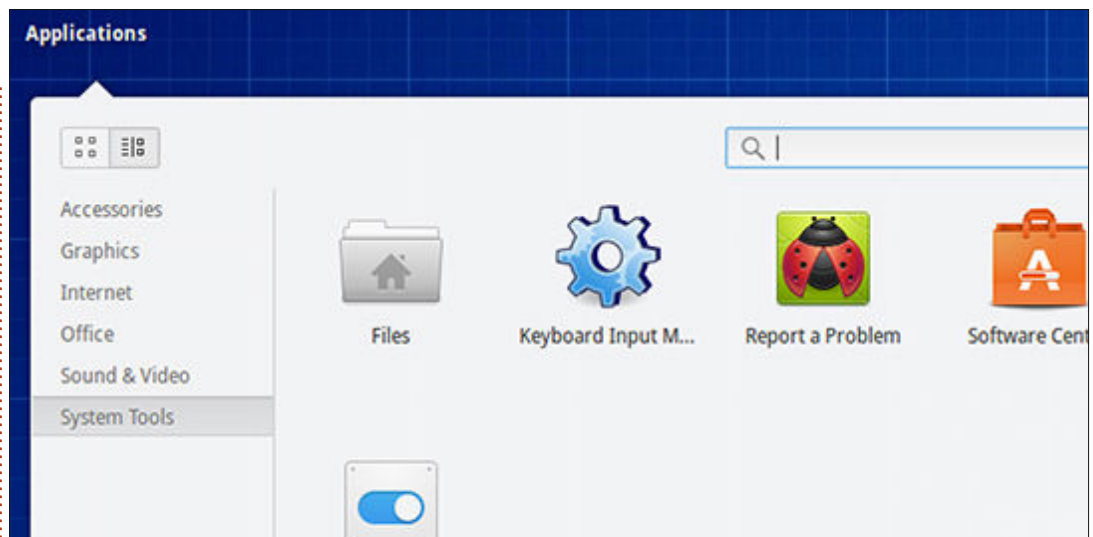 Applications
Accessories
Graphics
Internet
Office
Sound & Video
System Tools
Files
Keyboard Input M...
Report a Problem
Software Cent